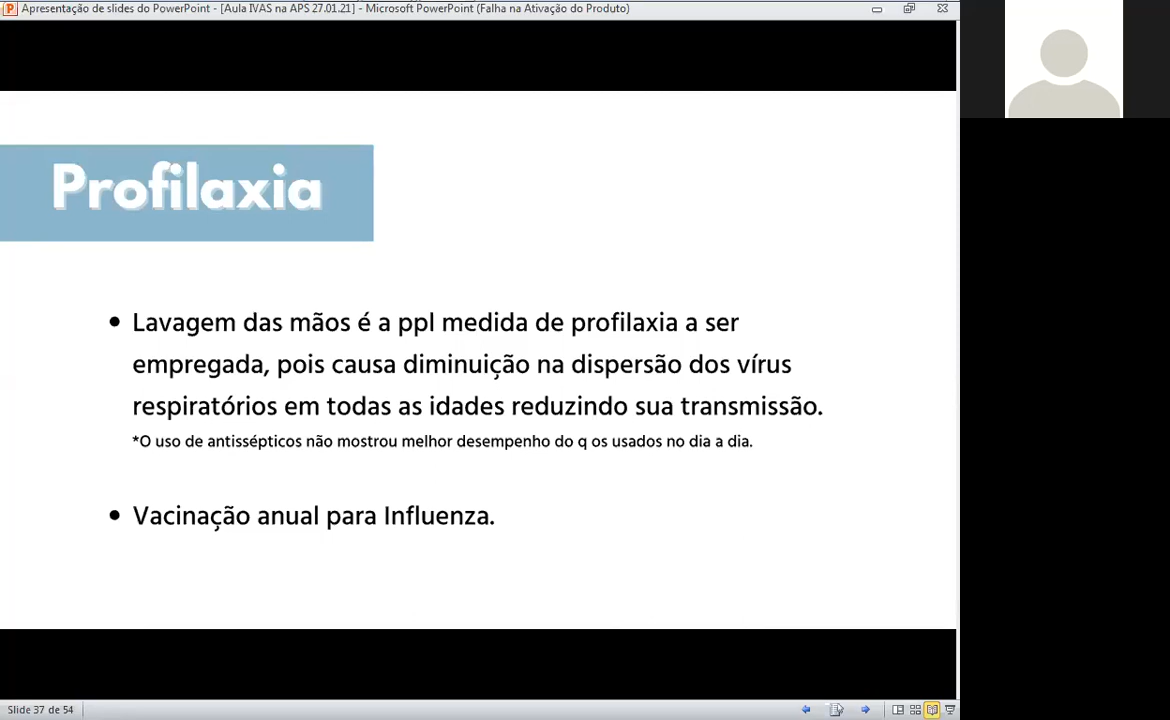 Apresentação de slides do PowerPoint - [Aula IVAS na APS 27.01.21] - Microsoft PowerPoint (Falha na Ativação do Produto)
Profilaxia
• Lavagem das mãos é a ppl medida de profilaxia a ser
empregada, pois causa diminuição na dispersão dos vírus
respiratórios em todas as idades reduzindo sua transmissão.
*O uso de antissépticos não mostrou melhor desempenho do q os usados no dia a dia.
• Vacinação anual para Influenza.
Slide 37 de 54